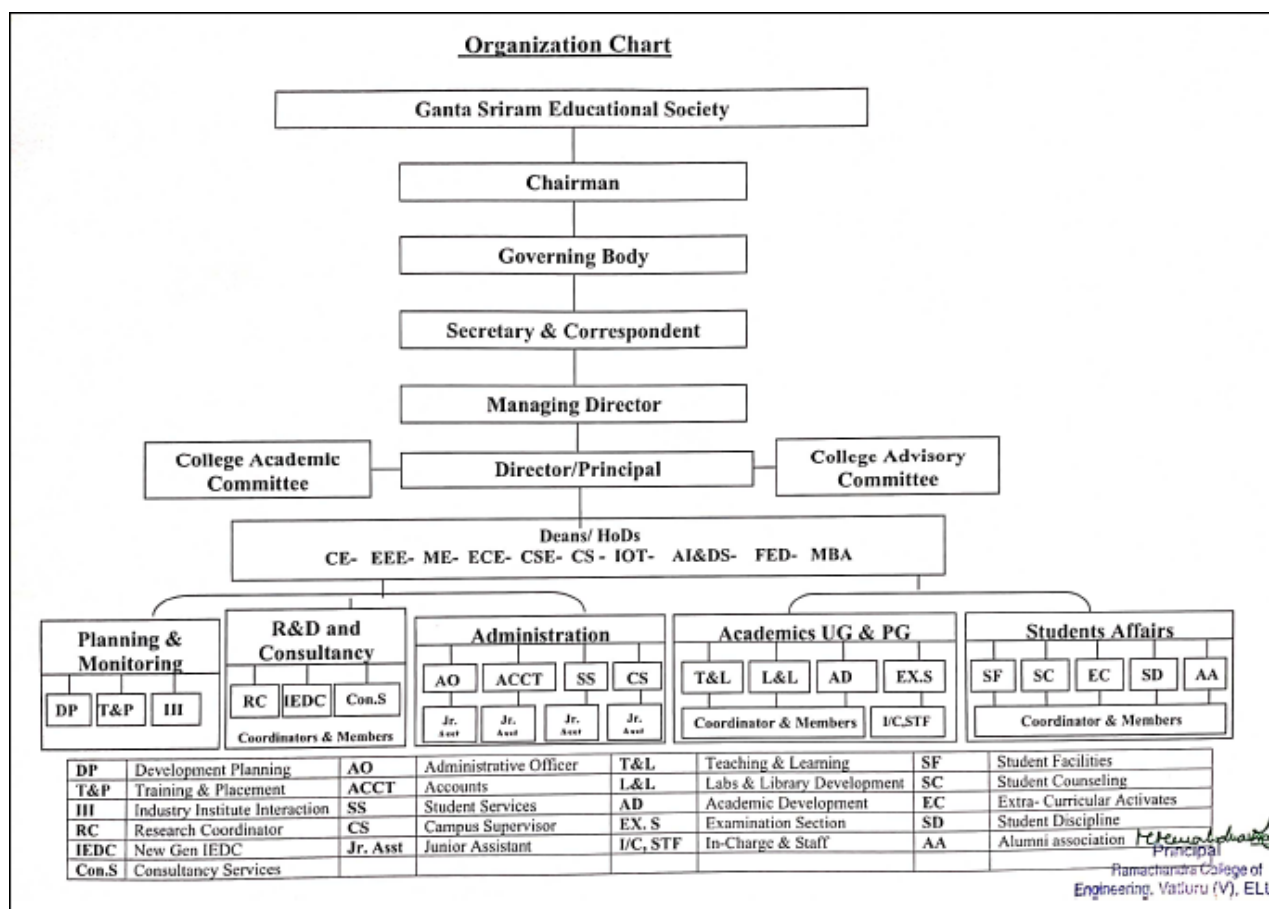 Organization Chart
Ganta Sriram Educational Society
Chairman
Governing Body
Secretary & Correspondent
Managing Director
College Academic
Committee
Director/Principal
College Advisory
Committee
Deans/ HoDs
CE- EEE- ME- ECE- CSE- CS - IOT- AI&DS- FED- MBA
Planning &
Monitoring
DP T&P III
R&D and
Consultancy
RC IEDC Con.S
Coordinators & Members
Administration
AO ACCT SS CS
Jr. Jr. Jr. Jr.
Asst Asst Asst Asst
Academics UG & PG
T&L L&L AD EX.S
Coordinator & Members I/C,STF
Students Affairs
SF SC EC SD AA
Coordinator & Members
DP Development Planning AO Administrative Officer T&L Teaching & Learning SF Student Facilities
T&P Training & Placement ACCT Accounts L&L Labs & Library Development SC Student Counseling
III Industry Institute Interaction SS Student Services AD Academic Development EC Extra- Curricular Activates
RC Research Coordinator CS Campus Supervisor EX. S Examination Section SD Student Discipline
IEDC New Gen IEDC Jr. Asst Junior Assistant I/C, STF In-Charge & Staff AA Alumni association
Con.S Consultancy Services
Principal
Ramachandra College of
Engineering, Vatluru (V),